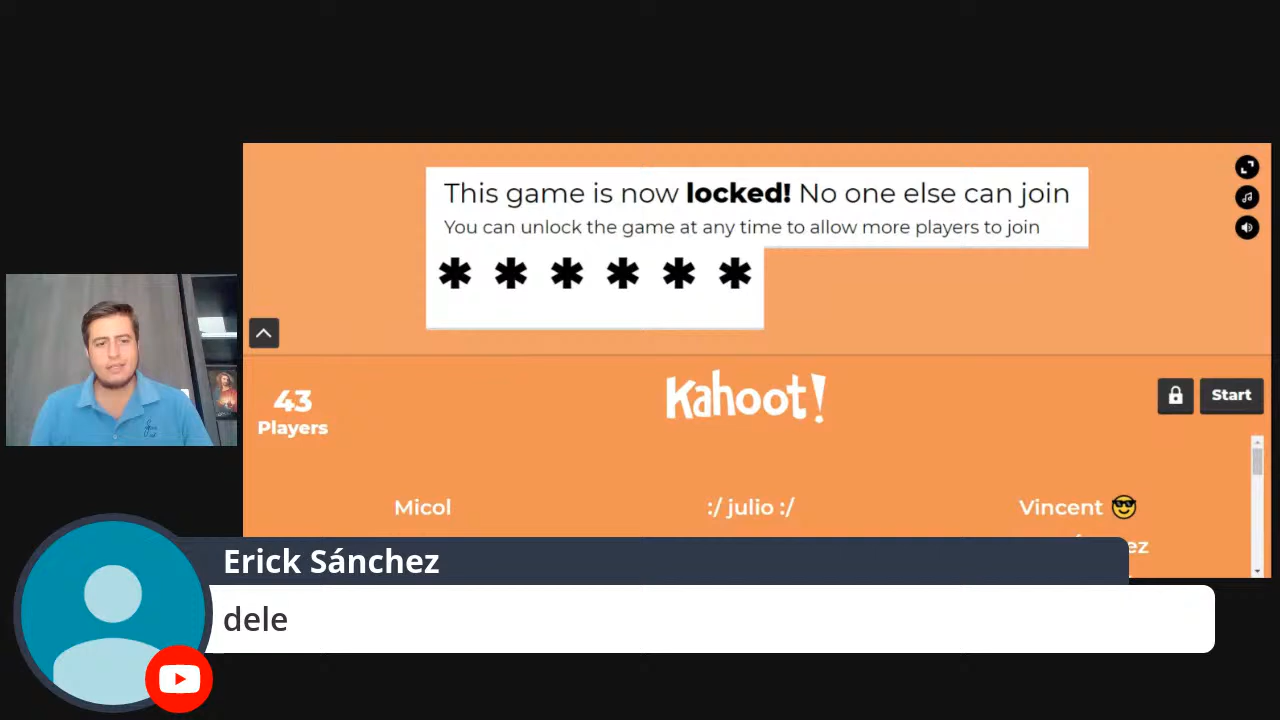 This game is now locked! No one else can join
You can unlock the game at any time to allow more players to join
* * * * * *
43
Players
Kahoot!
Start
Micol
:/ julio :/
Vincent 😎
Erick Sánchez
dele